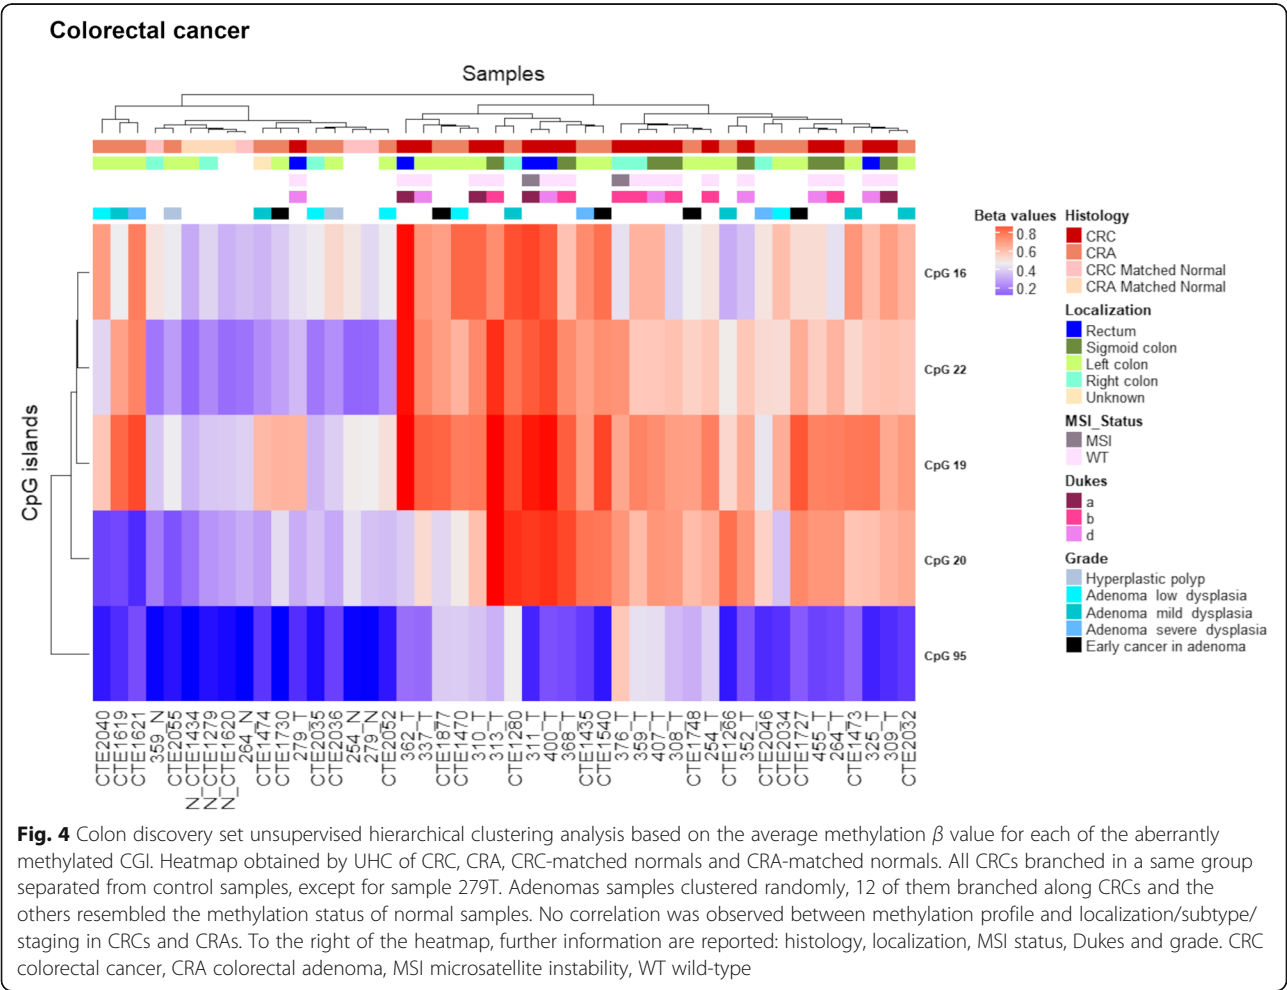 Colorectal cancer
Samples
CpG islands
CpG 16
CpG 22
CpG 19
CpG 20
CpG 95
CTE2040
CTE1619
CTE1621
359_N
CTE2055
N_CTE1434
N_CTE1279
N_CTE1620
264_N
CTE1474
CTE1730
279_T
CTE2035
CTE2036
254_N
279_N
CTE2052
362_T
337_T
CTE1877
CTE1470
310_T
313_T
CTE1280
311_T
400_T
368_T
CTE1435
CTE1540
376_T
359_T
407_T
308_T
CTE1748
254_T
CTE1266
352_T
CTE2046
CTE2034
CTE1727
455_T
264_T
CTE1473
325_T
309_T
CTE2032
Beta values
0.8
0.6
0.4
0.2
Histology
CRC
CRA
CRC Matched Normal
CRA Matched Normal
Localization
Rectum
Sigmoid colon
Left colon
Right colon
Unknown
MSI_Status
MSI
WT
Dukes
a
b
d
Grade
Hyperplastic polyp
Adenoma low dysplasia
Adenoma mild dysplasia
Adenoma severe dysplasia
Early cancer in adenoma
Fig. 4 Colon discovery set unsupervised hierarchical clustering analysis based on the average methylation β value for each of the aberrantly
methylated CGI. Heatmap obtained by UHC of CRC, CRA, CRC-matched normals and CRA-matched normals. All CRCs branched in a same group
separated from control samples, except for sample 279T. Adenomas samples clustered randomly, 12 of them branched along CRCs and the
others resembled the methylation status of normal samples. No correlation was observed between methylation profile and localization/subtype/
staging in CRCs and CRAs. To the right of the heatmap, further information are reported: histology, localization, MSI status, Dukes and grade. CRC
colorectal cancer, CRA colorectal adenoma, MSI microsatellite instability, WT wild-type